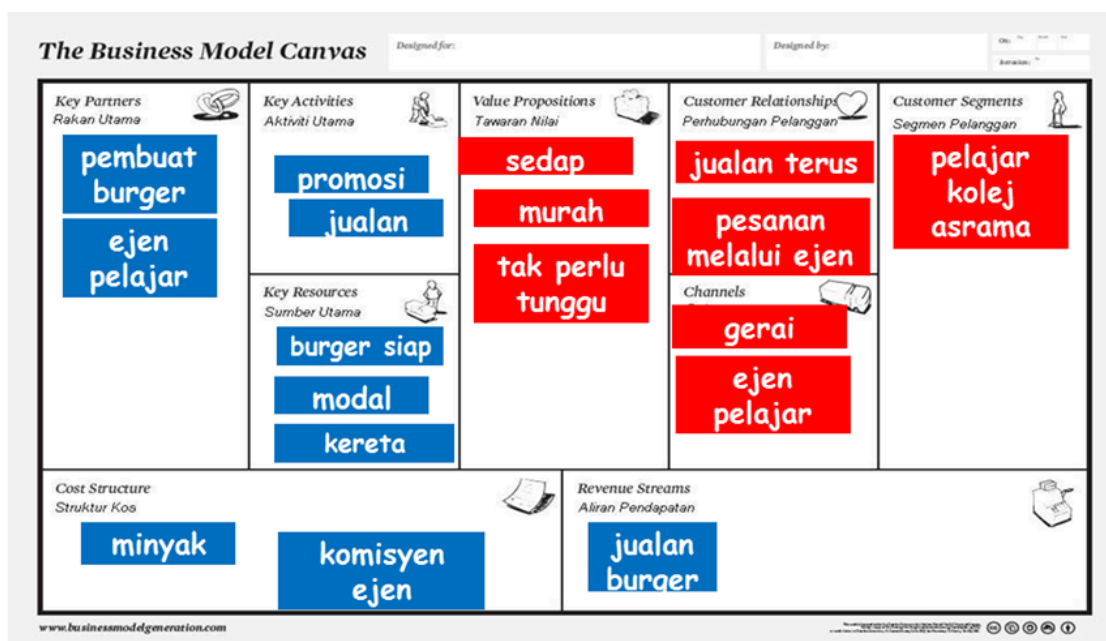 The Business Model Canvas
Designed for:
Designed by:
On:
Iteration:
Key Partners
Rakan Utama
pembuat
burger
ejen
pelajar
Key Activities
Aktiviti Utama
promosi
jualan
Key Resources
Sumber Utama
burger siap
modal
kereta
Value Propositions
Tawaran Nilai
sedap
murah
tak perlu
tunggu
Customer Relationships
Perhubungan Pelanggan
jualan terus
pesanan
melalui ejen
Channels
gerai
ejen
pelajar
Customer Segments
Segmen Pelanggan
pelajar
kolej
asrama
Cost Structure
Struktur Kos
minyak
komisyen
ejen
Revenue Streams
Aliran Pendapatan
jualan
burger
www.businessmodelgeneration.com